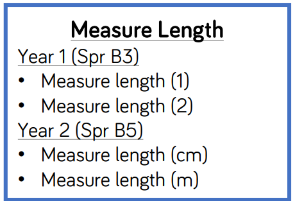 Measure Length
Year 1 (Spr B3)
• Measure length (1)
• Measure length (2)
Year 2 (Spr B5)
• Measure length (cm)
• Measure length (m)